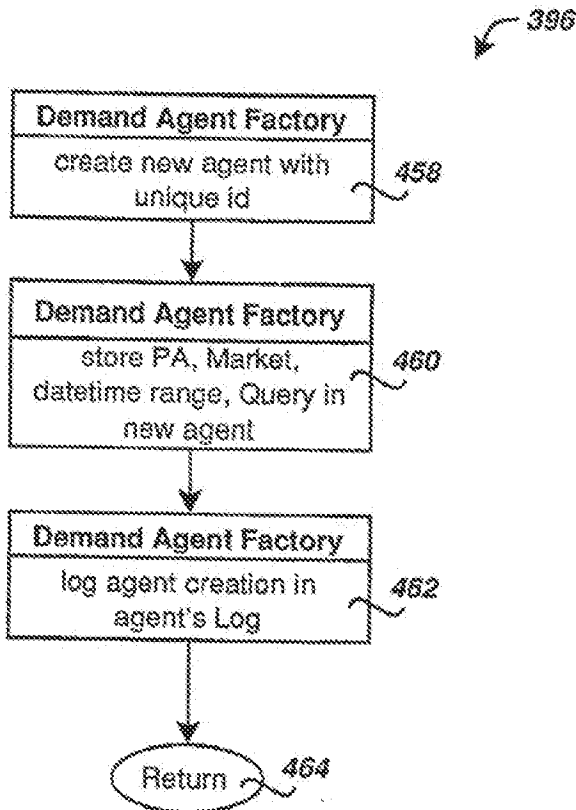 396
Demand Agent Factory
create new agent with
unique id
458
Demand Agent Factory
store PA, Market,
datetime range, Query in
new agent
460
Demand Agent Factory
log agent creation in
agent's Log
462
Return
464